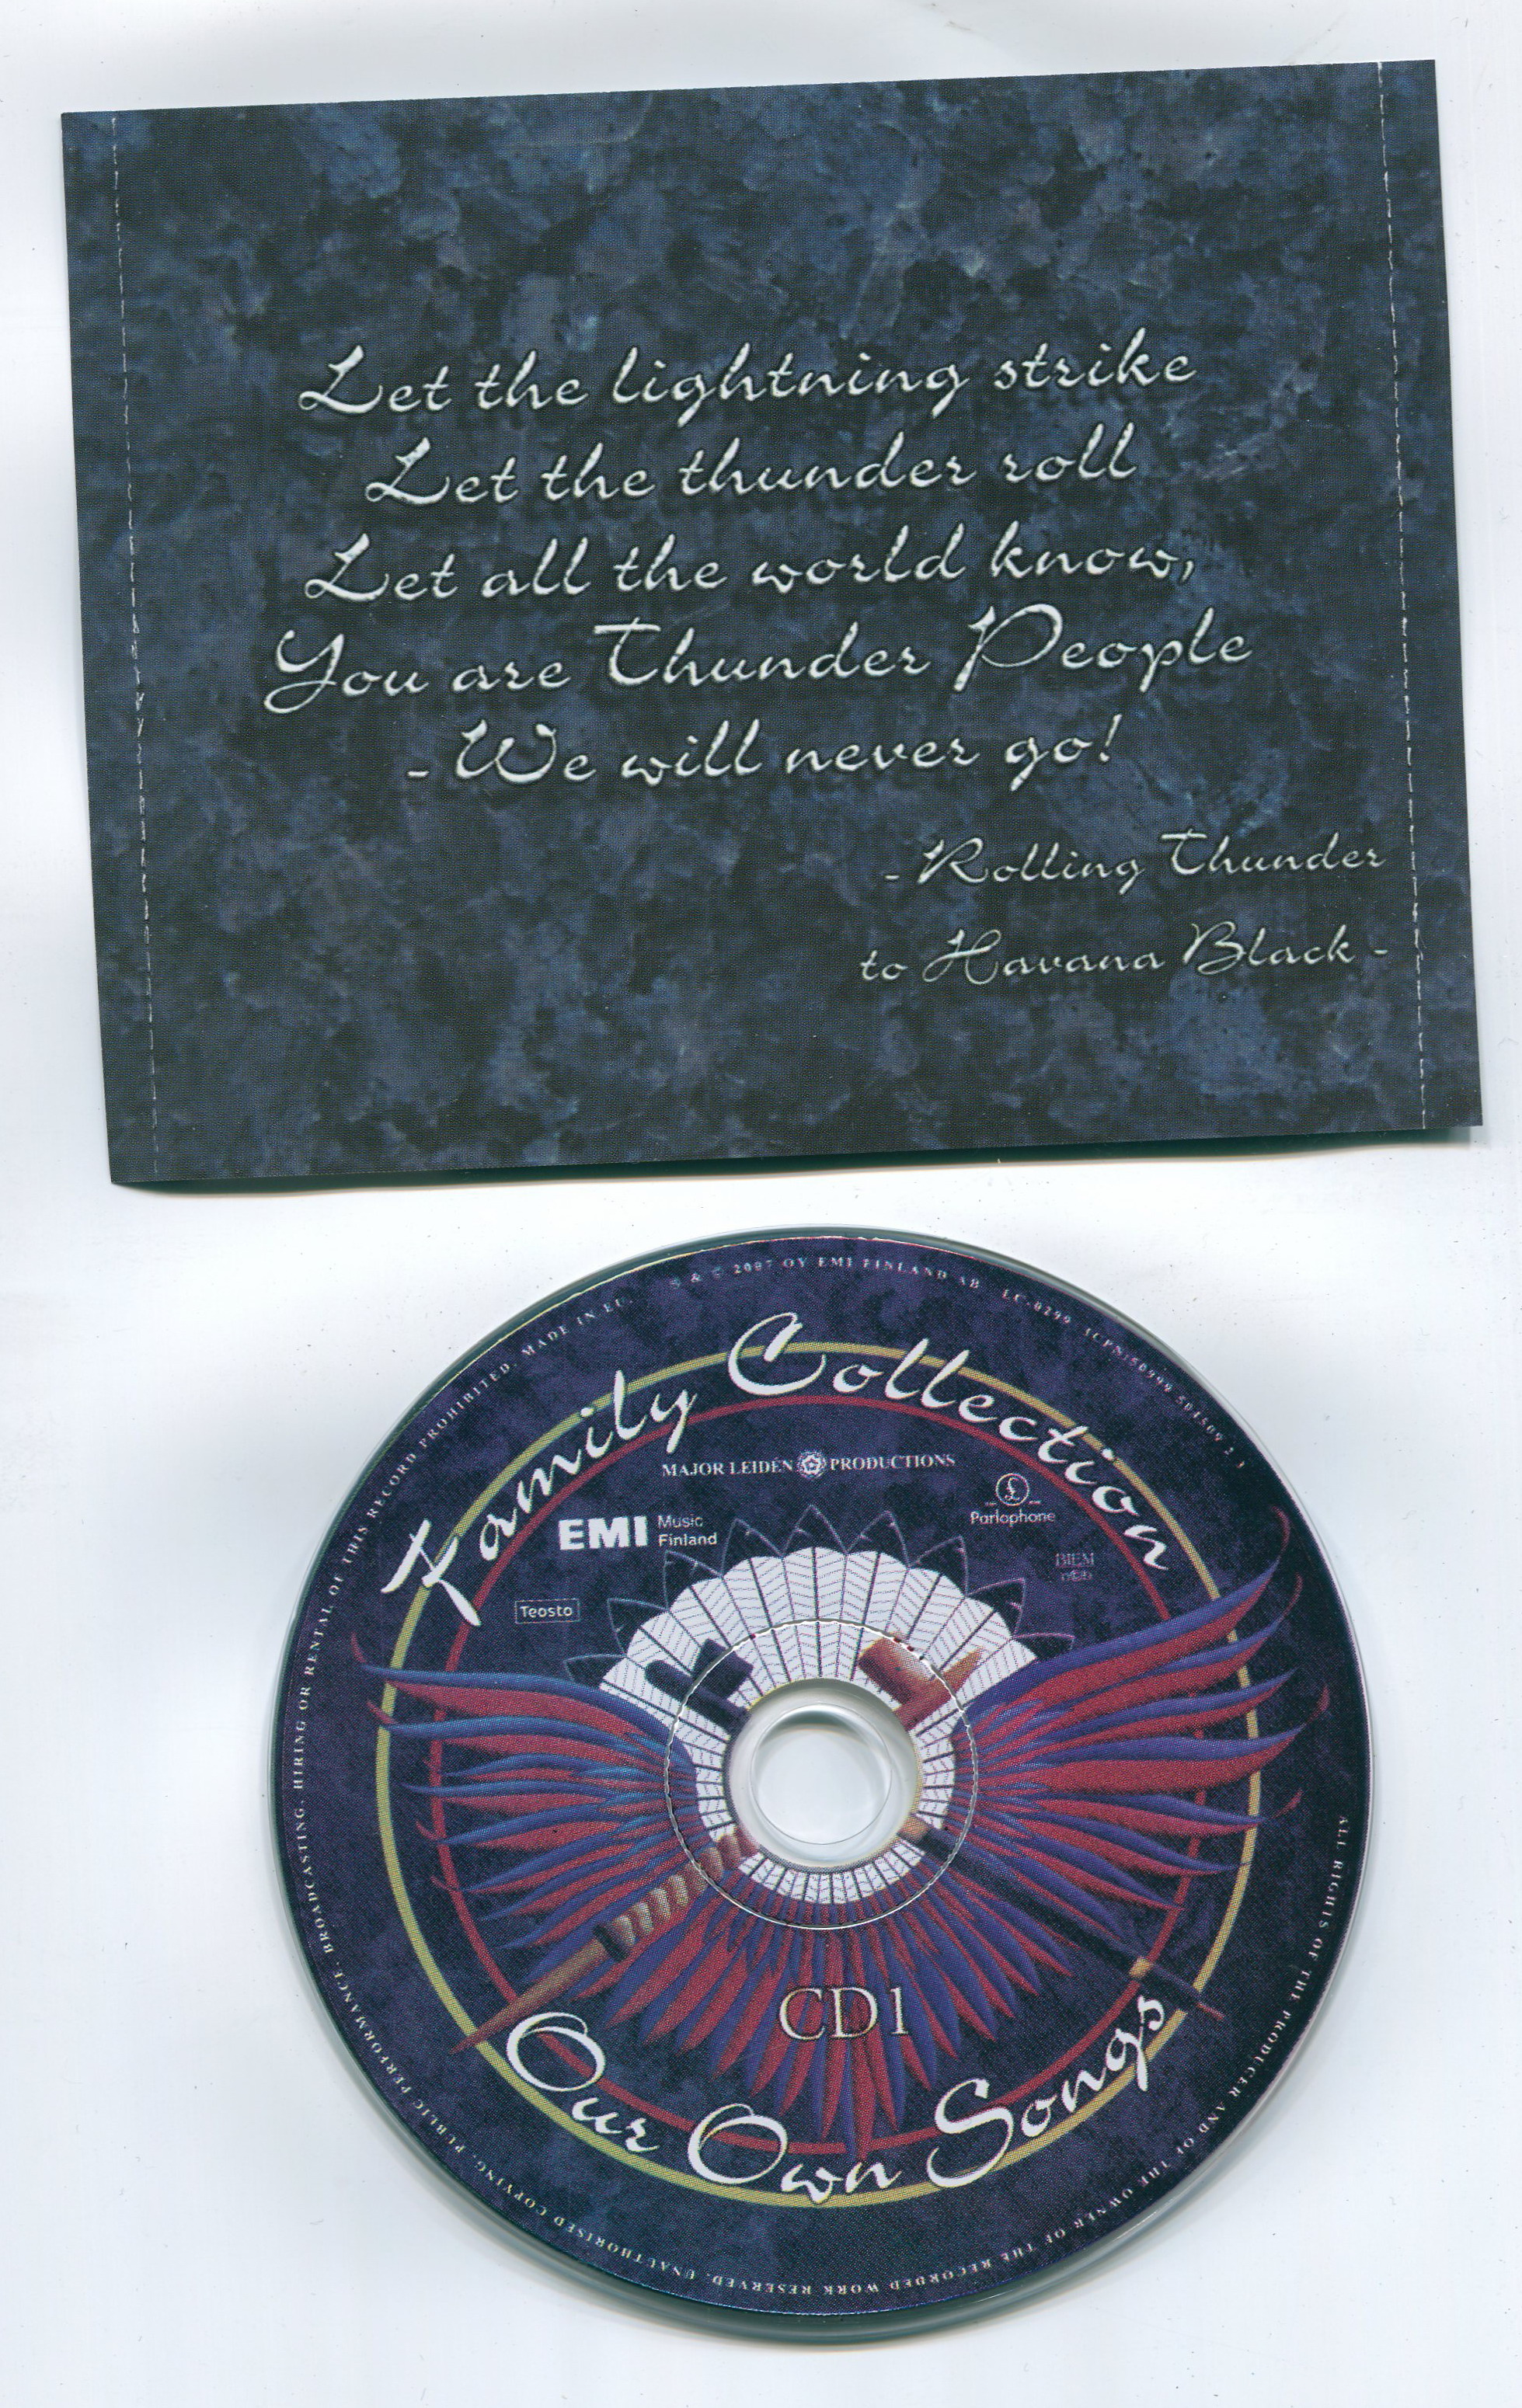 Let the lightning strike
Let the thunder roll
Let all the world know,
You are Thunder People
- We will never go!
- Rolling Thunder
to Havana Black -
℗ & © 2007 OY EMI FINLAND AB LC-0299
ALL RIGHTS OF THE PRODUCER AND OF THE OWNER OF THE RECORDED WORK RESERVED. UNAUTHORISED COPYING, PUBLIC PERFORMANCE, BROADCASTING, HIRING OR RENTAL OF THIS RECORD PROHIBITED. MADE IN EU.
Family Collection
MAJOR LEIDÉN PRODUCTIONS
EMI Music
Finland
£
Parlophone
BIEM
Teosto
CD1
Our Own Songs